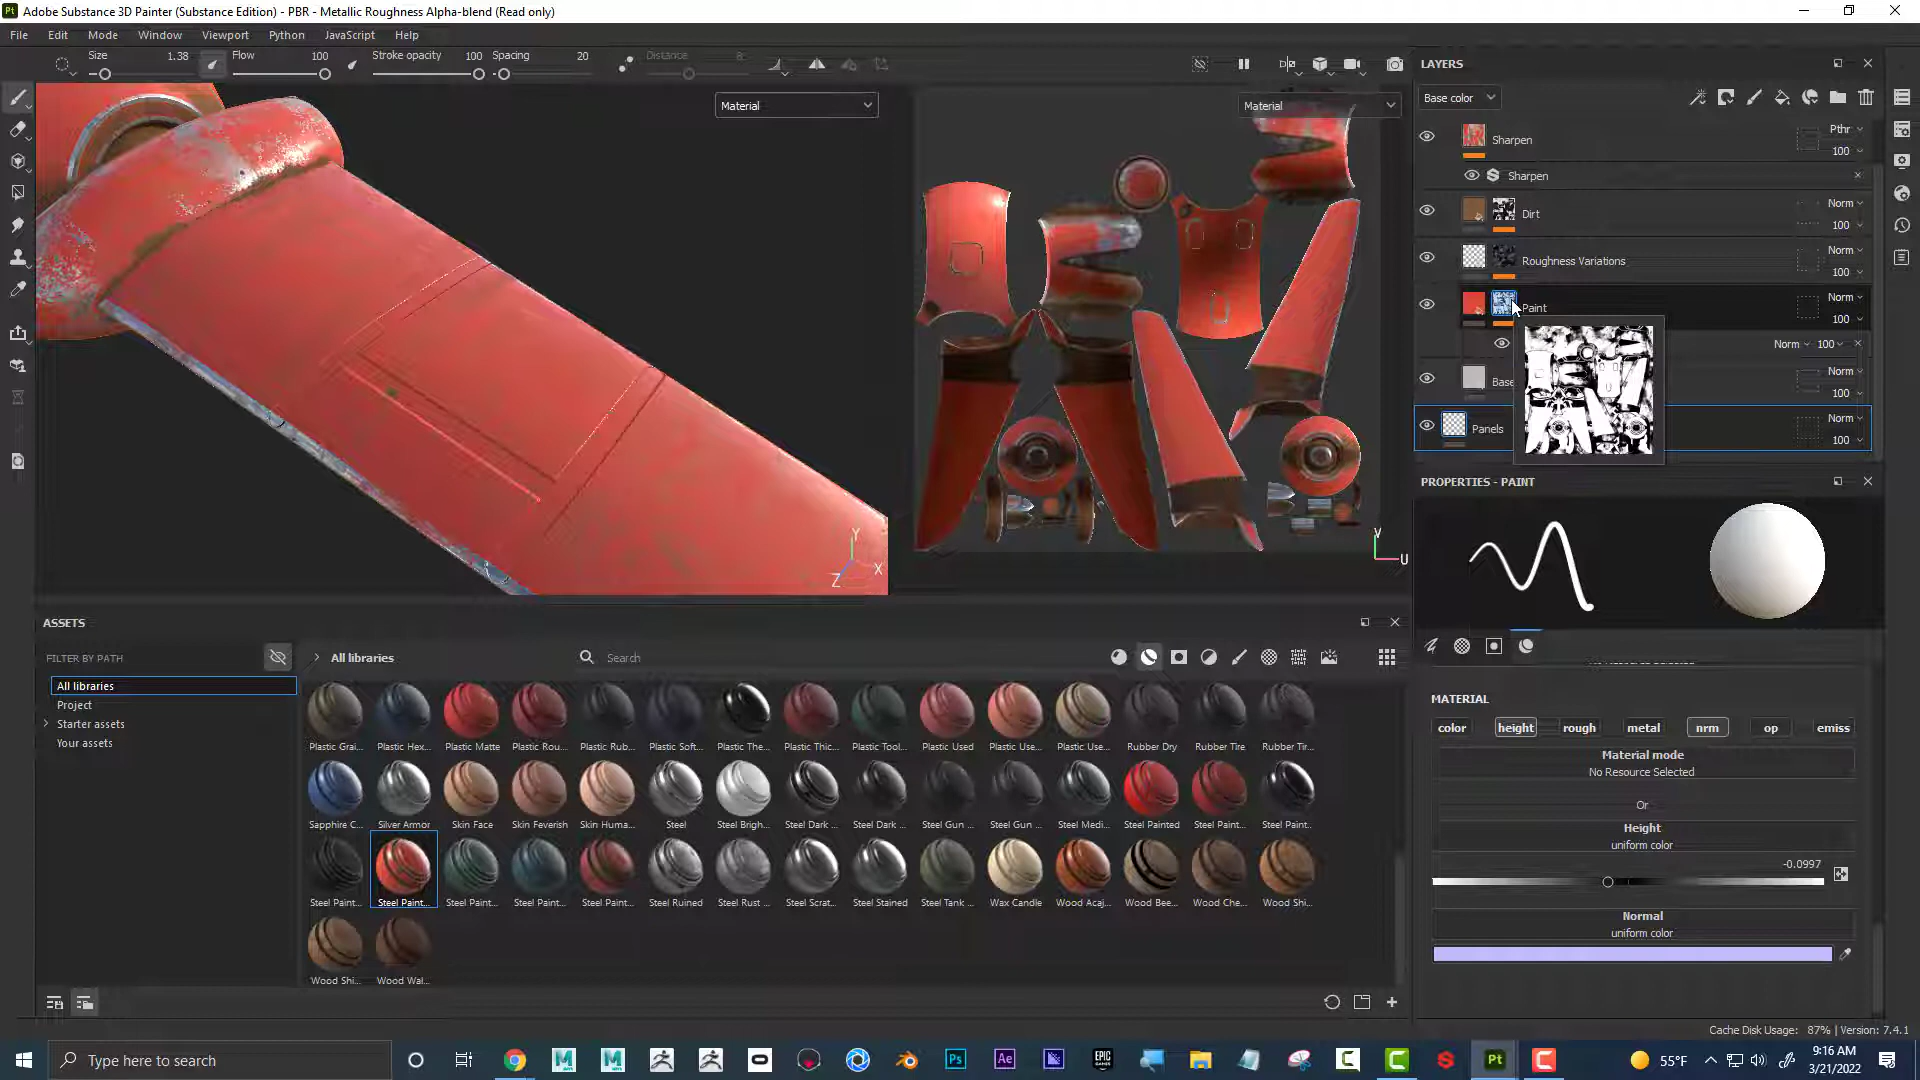 Adobe Substance 3D Painter (Substance Edition) - PBR - Metallic Roughness Alpha-blend (Read only)
File Edit Mode Window Viewport Python JavaScript Help
Size 1.38 Flow 100 Stroke opacity 100 Spacing 20 Distance
Material
Material
Y
X
Z
V
U
LAYERS
Base color
Sharpen Pthr
100
Sharpen
Dirt Norm
100
Roughness Variations Norm
100
Paint Norm
100
Norm 100
Base Norm
100
Panels Norm
100
PROPERTIES - PAINT
MATERIAL
color height rough metal nrm op emiss
Material mode
No Resource Selected
Or
Height
uniform color
-0.0997
Normal
uniform color
ASSETS
FILTER BY PATH
All libraries
Project
Starter assets
Your assets
All libraries Search
Plastic Grai... Plastic Hex... Plastic Matte Plastic Rou... Plastic Rub... Plastic Soft... Plastic The... Plastic Thic... Plastic Tool... Plastic Used Plastic Use... Plastic Use... Rubber Dry Rubber Tire Rubber Tir...
Sapphire C... Silver Armor Skin Face Skin Feverish Skin Huma... Steel Steel Brigh... Steel Dark ... Steel Dark ... Steel Gun ... Steel Gun ... Steel Medi... Steel Painted Steel Paint... Steel Paint...
Steel Paint... Steel Paint... Steel Paint... Steel Paint... Steel Paint... Steel Ruined Steel Rust ... Steel Scrat... Steel Stained Steel Tank ... Wax Candle Wood Acaj... Wood Bee... Wood Che... Wood Shi...
Wood Shi... Wood Wal...
Cache Disk Usage: 87% | Version: 7.4.1
Type here to search
55°F
9:16 AM
3/21/2022